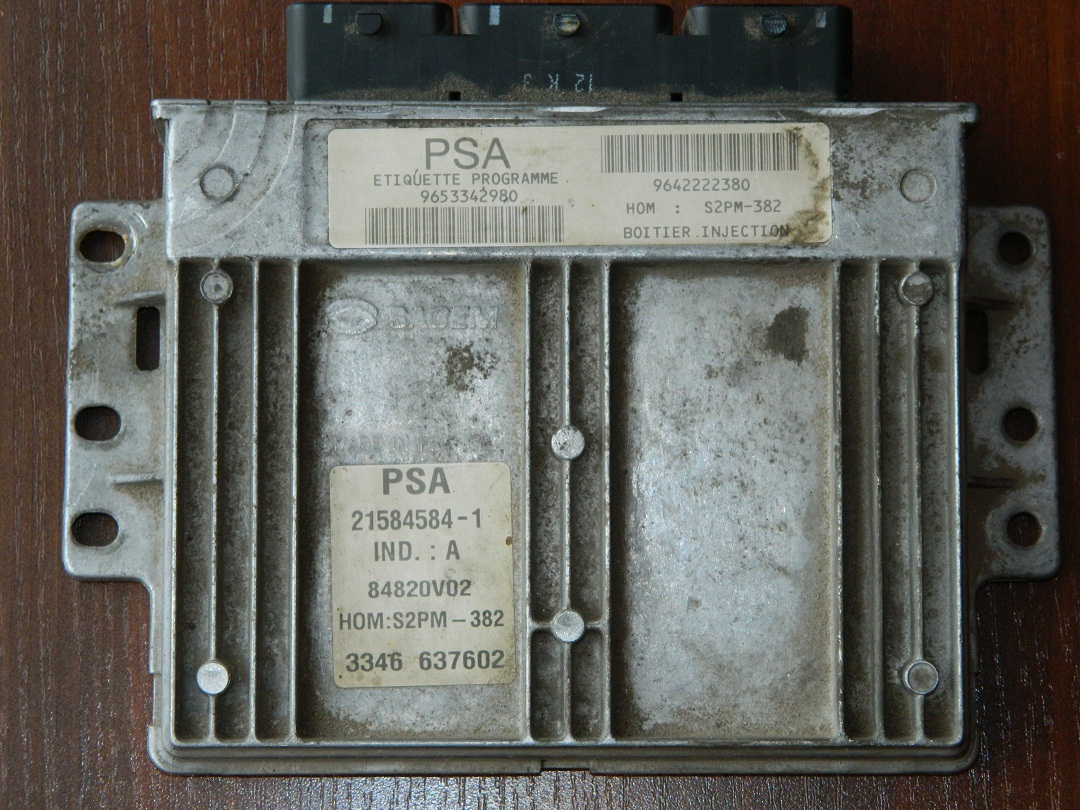 12 K 3
PSA
ETIQUETTE PROGRAMME
9653342980
9642222380
HOM : S2PM-382
BOITIER INJECTION
SAGEM
PSA
21584584-1
IND. : A
84820V02
HOM:S2PM-382
3346 637602